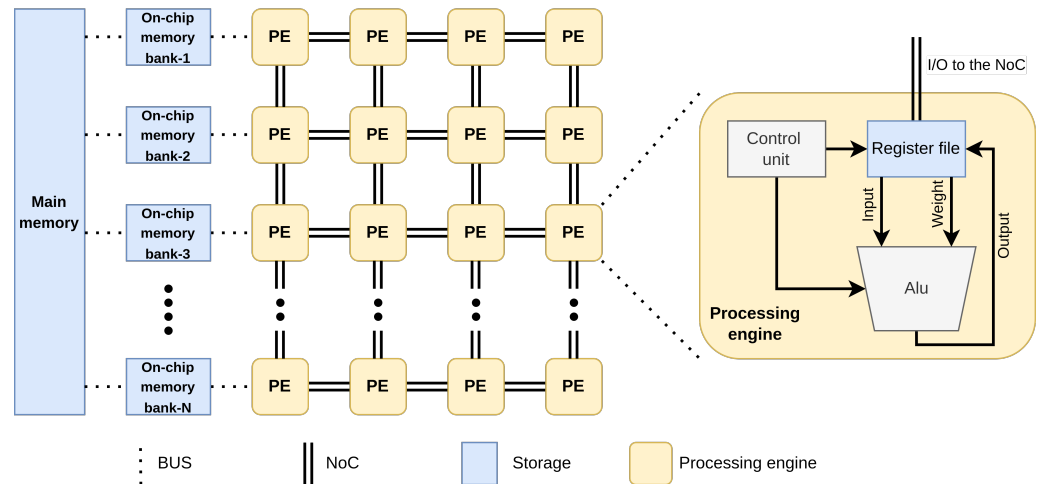 Main
memory
On-chip
memory
bank-1
PE
PE
PE
PE
On-chip
memory
bank-2
PE
PE
PE
PE
On-chip
memory
bank-3
PE
PE
PE
PE
On-chip
memory
bank-N
PE
PE
PE
PE
I/O to the NoC
Control
unit
Register file
Input
Weight
Output
Alu
Processing
engine
BUS
NoC
Storage
Processing engine